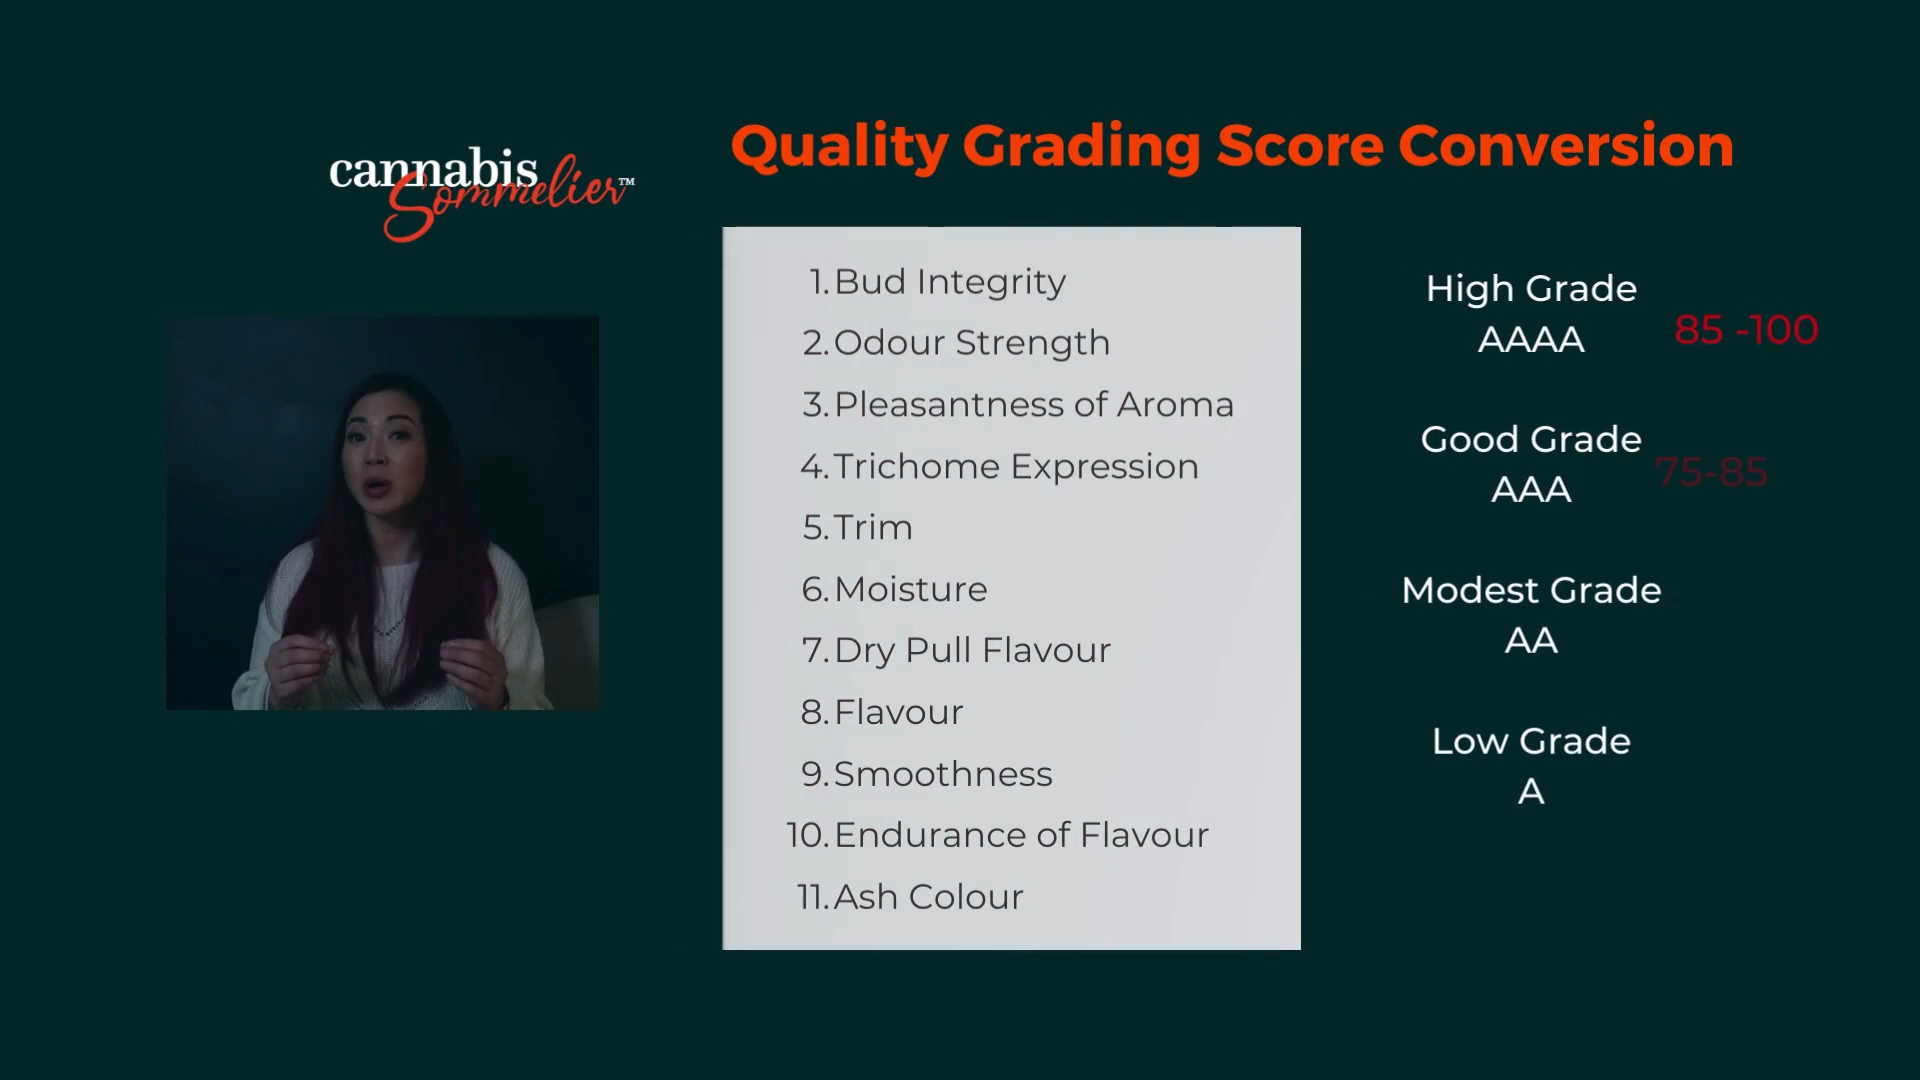 cannabis
Sommelier™
Quality Grading Score Conversion
1. Bud Integrity
2. Odour Strength
3. Pleasantness of Aroma
4. Trichome Expression
5. Trim
6. Moisture
7. Dry Pull Flavour
8. Flavour
9. Smoothness
10. Endurance of Flavour
11. Ash Colour
High Grade
AAAA
85 -100
Good Grade
AAA
75-85
Modest Grade
AA
Low Grade
A